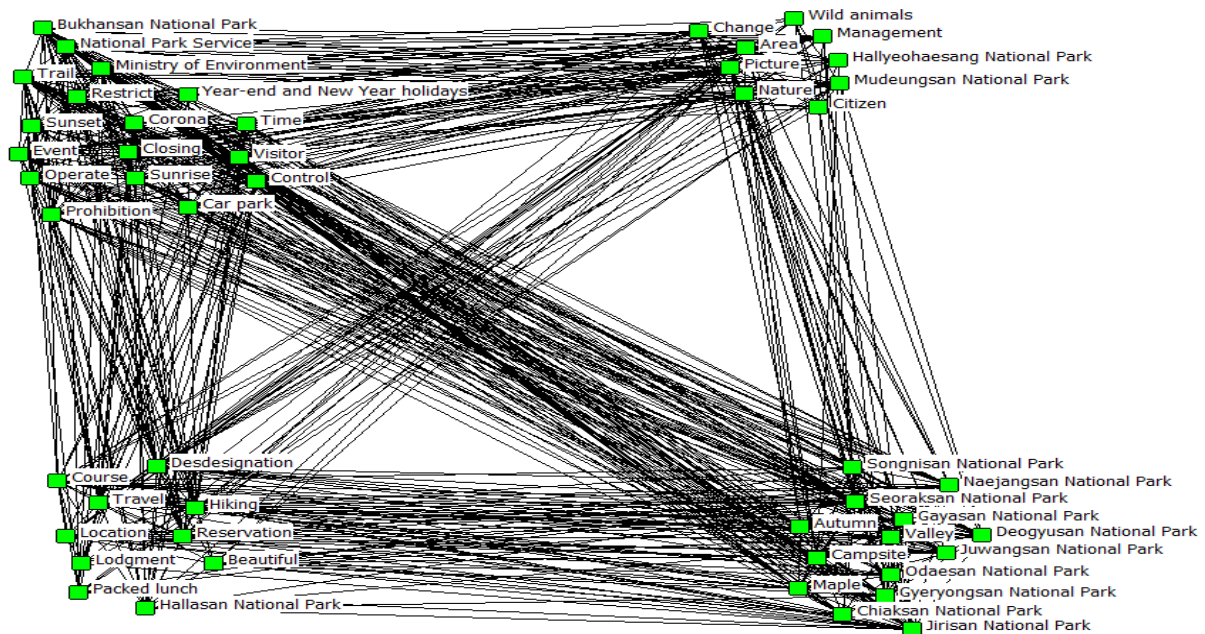 Bukhansan National Park
National Park Service
Ministry of Environment
Trail
Restrict
Year-end and New Year holidays
Sunset
Corona
Time
Event
Closing
Visitor
Operate
Sunrise
Control
Prohibition
Car park
Wild animals
Change
Management
Area
Hallyeohaesang National Park
Picture
Mudeungsan National Park
Nature
Citizen
Desdesignation
Course
Travel
Hiking
Location
Reservation
Lodgment
Beautiful
Packed lunch
Hallasan National Park
Songnisan National Park
Naejangsan National Park
Seoraksan National Park
Gayasan National Park
Autumn
Valley
Deogyusan National Park
Campsite
Juwangsan National Park
Odaesan National Park
Maple
Gyeryongsan National Park
Chiaksan National Park
Jirisan National Park